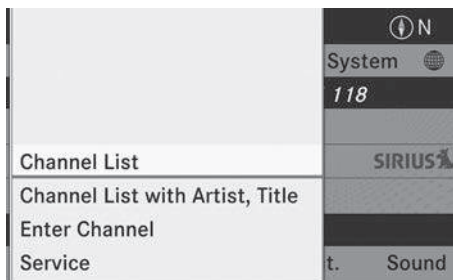 N
System
118
Channel List
SIRIUS
Channel List with Artist, Title
Enter Channel
Service
t.
Sound